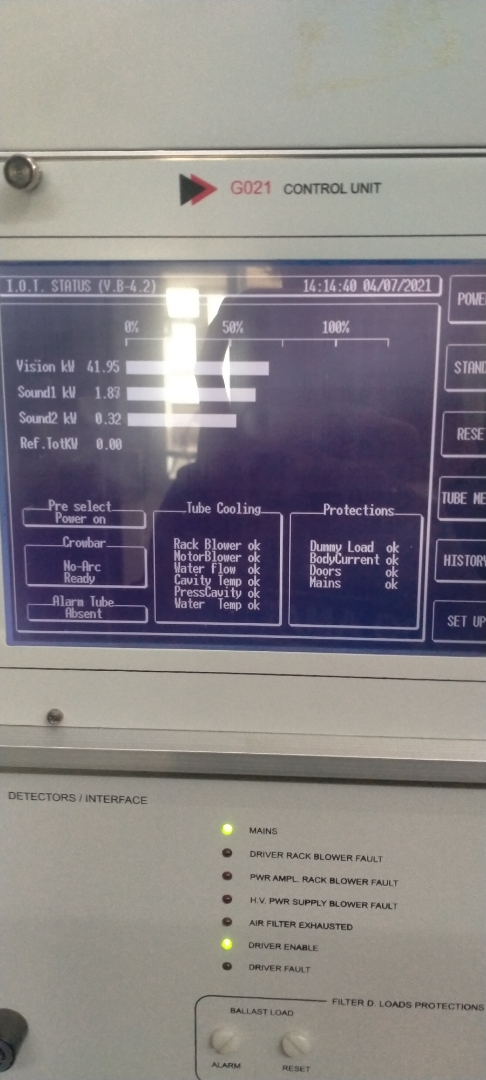 G021 CONTROL UNIT
I.O.T. STATUS (V.B-4.2) 14:14:40 04/07/2021
0% 50% 100%
Vision kW 41.95
Sound1 kW 1.87
Sound2 kW 0.32
Ref.TotKW 0.00
POWE
STAND
RESE
TUBE ME
HISTORY
SET UP
Pre select
Power on
Crowbar
No-Arc
Ready
Alarm Tube
Absent
Tube Cooling
Rack Blower ok
MotorBlower ok
Water flow ok
Cavity Temp ok
PressCavity ok
Water Temp ok
Protections
Dummy Load ok
BodyCurrent ok
Doors ok
Mains ok
DETECTORS / INTERFACE
MAINS
DRIVER RACK BLOWER FAULT
PWR AMPL. RACK BLOWER FAULT
H.V. PWR SUPPLY BLOWER FAULT
AIR FILTER EXHAUSTED
DRIVER ENABLE
DRIVER FAULT
FILTER D. LOADS PROTECTIONS
BALLAST LOAD
ALARM RESET